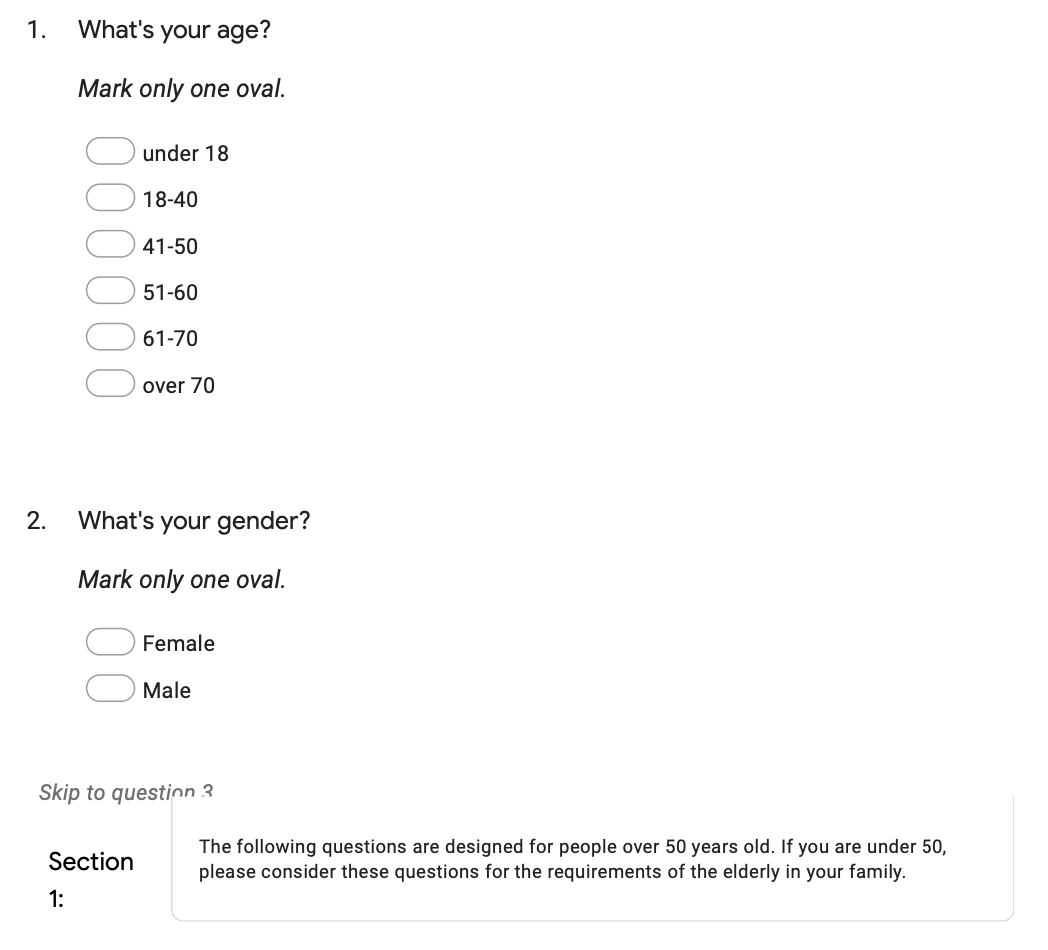 1. What's your age?
Mark only one oval.
under 18
18-40
41-50
51-60
61-70
over 70
2. What's your gender?
Mark only one oval.
Female
Male
Skip to question 3
Section
1:
The following questions are designed for people over 50 years old. If you are under 50,
please consider these questions for the requirements of the elderly in your family.